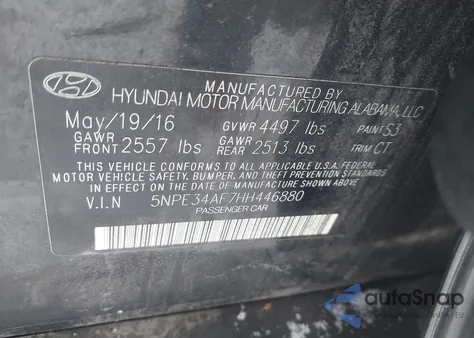 MANUFACTURED BY
HYUNDAI MOTOR MANUFACTURING ALABAMA, LLC
May/19/16 GVWR 4497 lbs PAINT S3
GAWR FRONT 2557 lbs GAWR REAR 2513 lbs TRIM CT
THIS VEHICLE CONFORMS TO ALL APPLICABLE U.S.A FEDERAL
MOTOR VEHICLE SAFETY, BUMPER, AND THEFT PREVENTION STANDARDS
IN EFFECT ON THE DATE OF MANUFACTURE SHOWN ABOVE.
V.I.N 5NPE34AF7HH446880
PASSENGER CAR
autoSnap